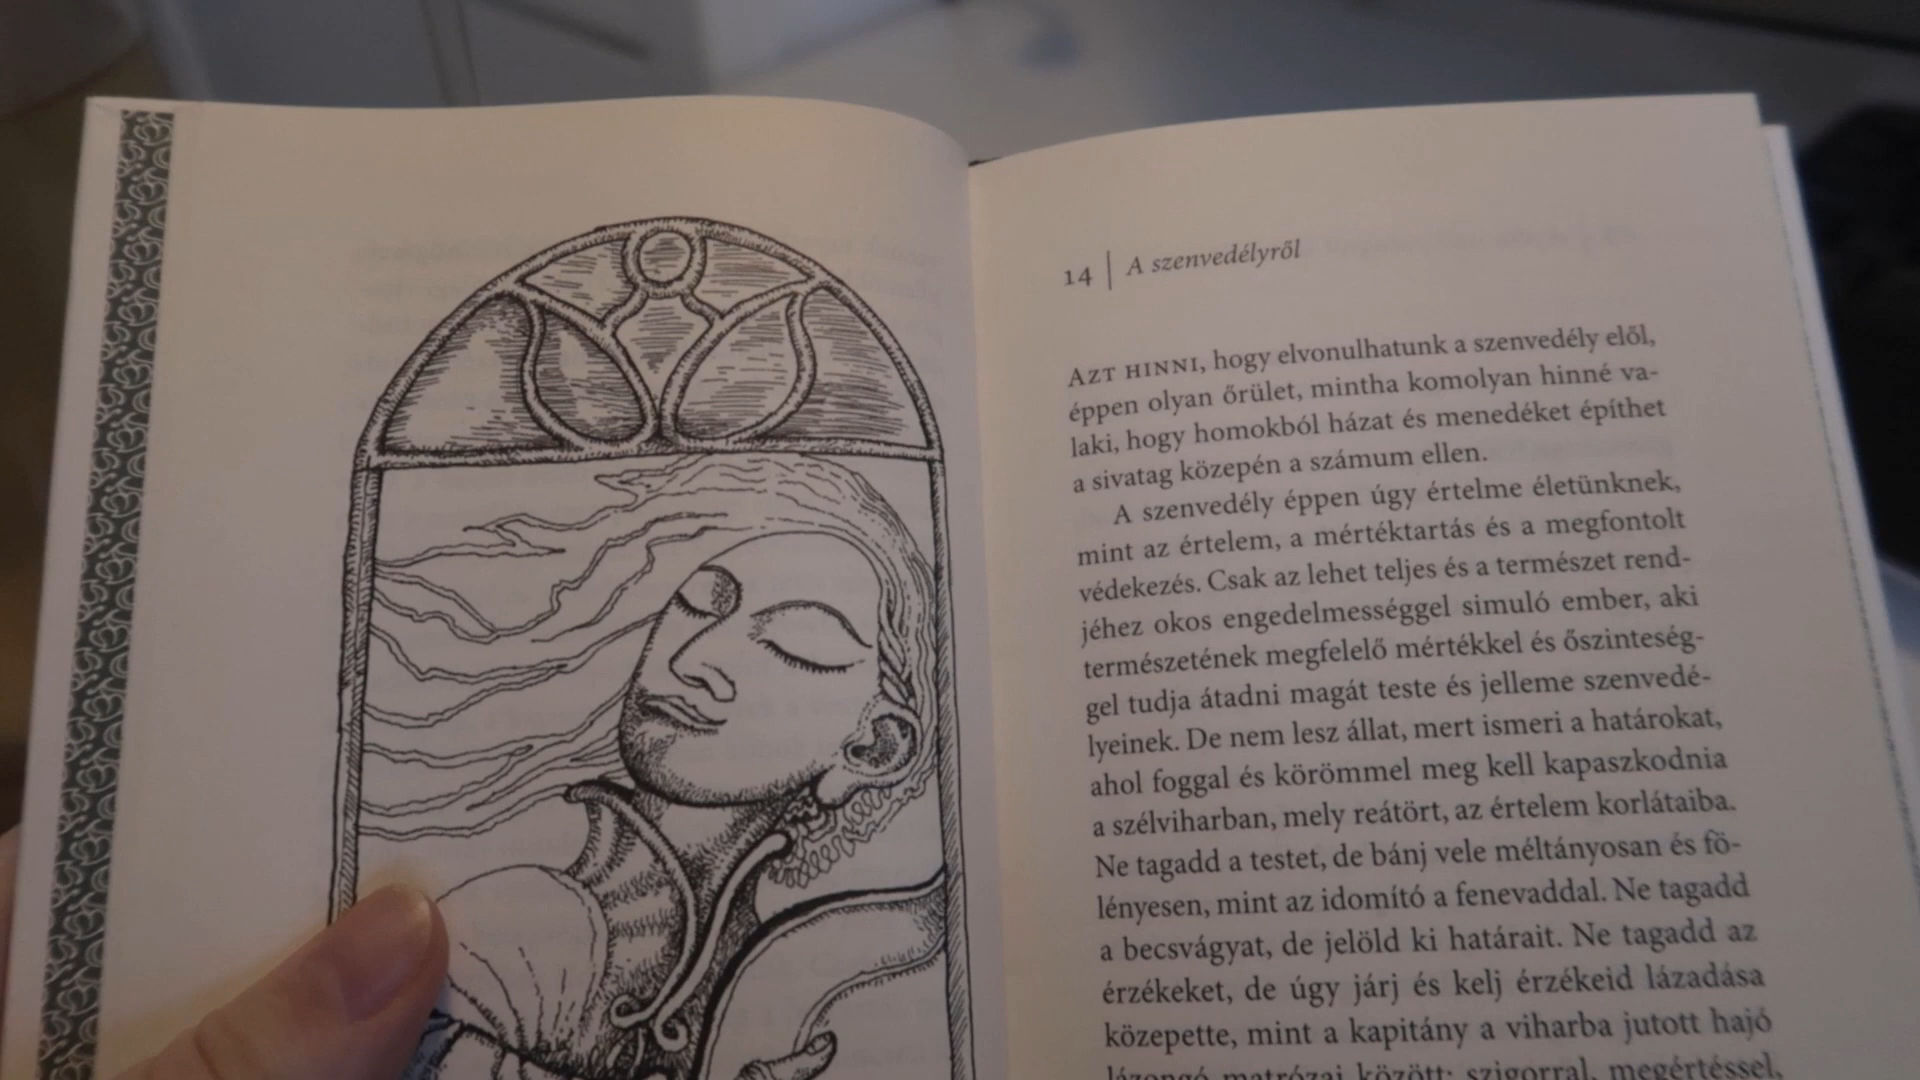 14 | A szenvedélyről
AZT HINNI, hogy elvonulhatunk a szenvedély elől,
éppen olyan őrület, mintha komolyan hinné va-
laki, hogy homokból házat és menedéket építhet
a sivatag közepén a számum ellen.
A szenvedély éppen úgy értelme életünknek,
mint az értelem, a mértéktartás és a megfontolt
védekezés. Csak az lehet teljes és a természet rend-
jéhez okos engedelmességgel simuló ember, aki
természetének megfelelő mértékkel és őszinteség-
gel tudja átadni magát teste és jelleme szenvedé-
lyeinek. De nem lesz állat, mert ismeri a határokat,
ahol foggal és körömmel meg kell kapaszkodnia
a szélviharban, mely reátört, az értelem korlátaiba.
Ne tagadd a testet, de bánj vele méltányosan és fö-
lényesen, mint az idomító a fenevaddal. Ne tagadd
a becsvágyat, de jelöld ki határait. Ne tagadd az
érzékeket, de úgy járj és kelj érzékeid lázadása
közepette, mint a kapitány a viharba jutott hajó
lázongó matrózai között: szigorral, megértéssel,